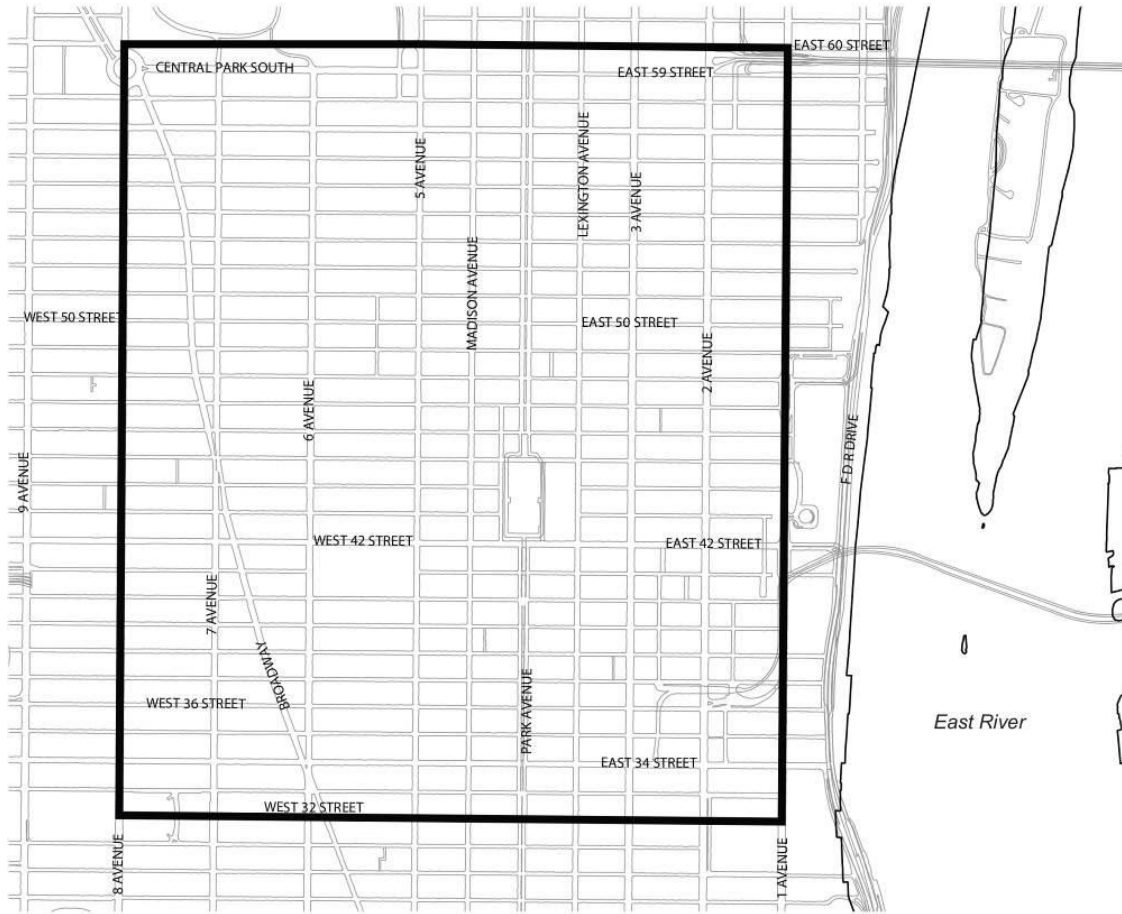 EAST 60 STREET
CENTRAL PARK SOUTH
EAST 59 STREET
5 AVENUE
LEXINGTON AVENUE
3 AVENUE
MADISON AVENUE
WEST 50 STREET
EAST 50 STREET
2 AVENUE
6 AVENUE
F D R DRIVE
9 AVENUE
WEST 42 STREET
EAST 42 STREET
7 AVENUE
BROADWAY
PARK AVENUE
WEST 36 STREET
East River
EAST 34 STREET
WEST 32 STREET
8 AVENUE
1 AVENUE